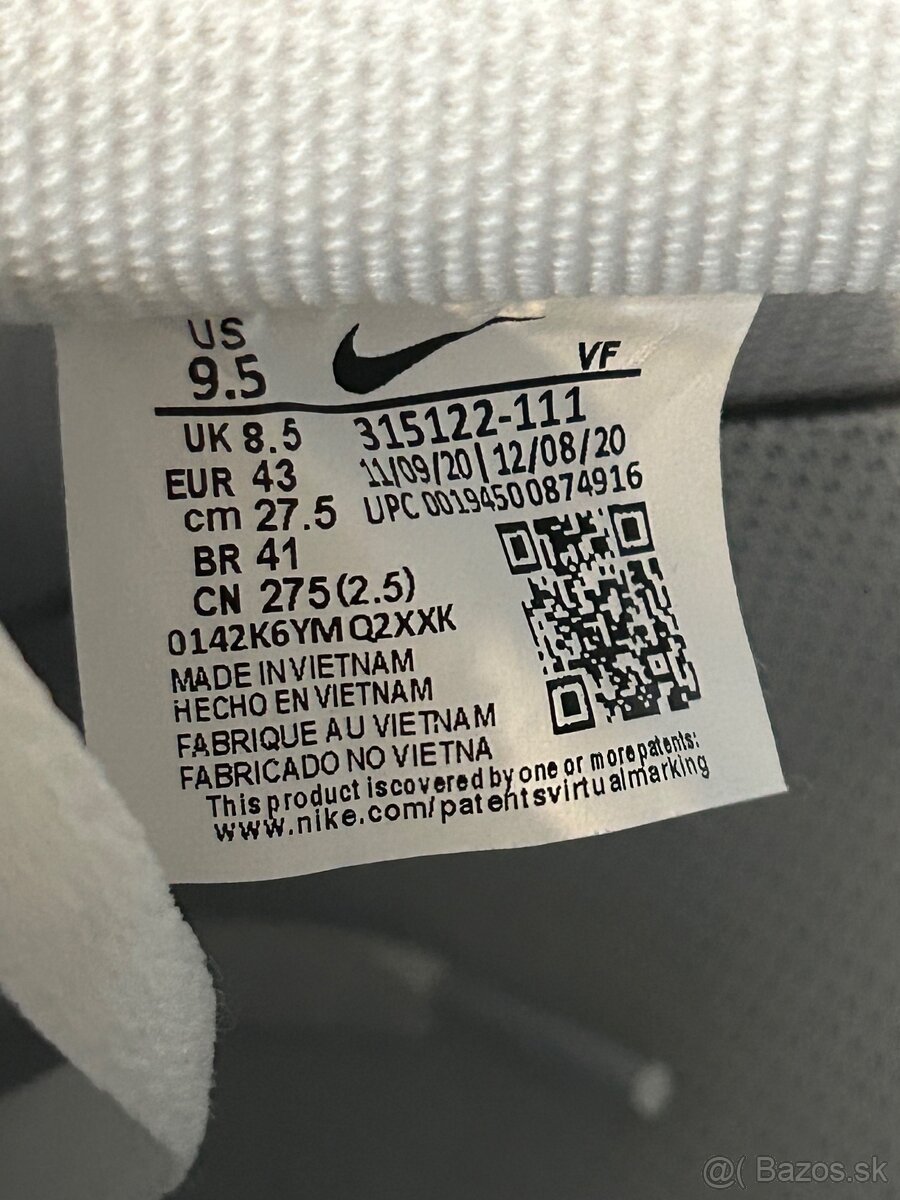 US
9.5
VF
UK 8.5
EUR 43
cm 27.5
BR 41
CN 275(2.5)
315122-111
11/09/20 | 12/08/20
UPC 00194500874916
0142K6YMQ2XXK
MADE IN VIETNAM
HECHO EN VIETNAM
FABRIQUE AU VIETNAM
FABRICADO NO VIETNA
This product is covered by one or more patents:
www.nike.com/patentsvirtualmarking
@( Bazos.sk